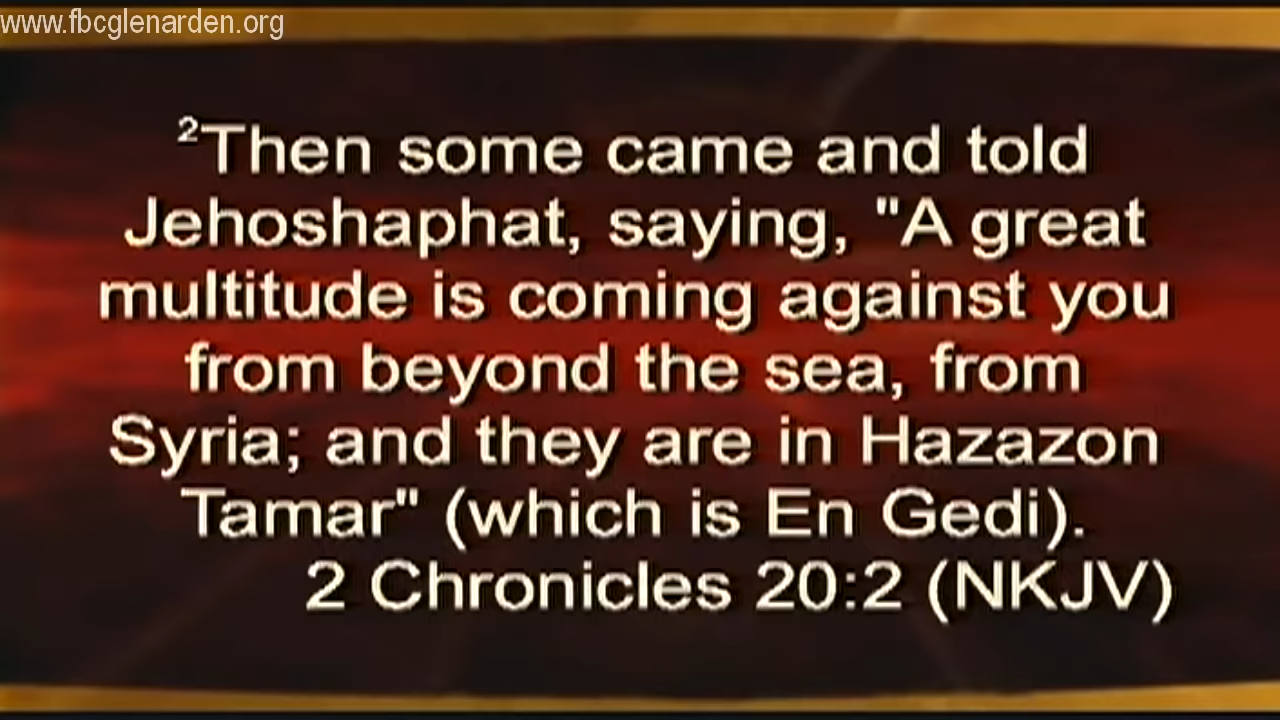 www.fbcglenarden.org
²Then some came and told
Jehoshaphat, saying, "A great
multitude is coming against you
from beyond the sea, from
Syria; and they are in Hazazon
Tamar" (which is En Gedi).
2 Chronicles 20:2 (NKJV)